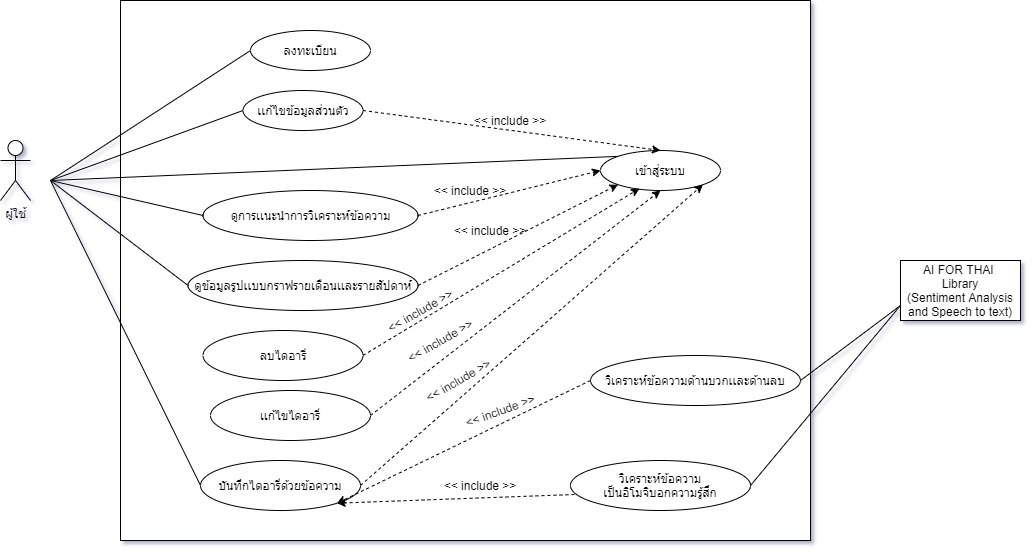 ลงทะเบียน
แก้ไขข้อมูลส่วนตัว
<< include >>
เข้าสู่ระบบ
ผู้ใช้
<< include >>
ดูการแนะนำการวิเคราะห์ข้อความ
<< include >>
ดูข้อมูลรูปแบบกราฟรายเดือนและรายสัปดาห์
AI FOR THAI
Library
(Sentiment Analysis
and Speech to text)
<< include >>
<< include >>
ลบไดอารี่
<< include >>
วิเคราะห์ข้อความด้านบวกและด้านลบ
แก้ไขไดอารี่
<< include >>
บันทึกไดอารี่ด้วยข้อความ
<< include >>
วิเคราะห์ข้อความ
เป็นอิโมจิบอกความรู้สึก